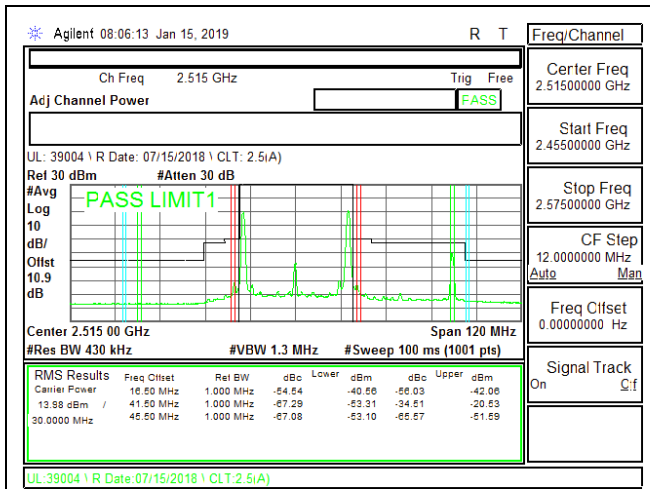 Agilent 08:06:13 Jan 15, 2019 R T
Freq/Channel
Ch Freq 2.515 GHz Trig Free
Adj Channel Power PASS
Center Freq
2.51500000 GHz
Start Freq
2.45500000 GHz
Stop Freq
2.57500000 GHz
CF Step
12.0000000 MHz
Auto Man
Freq Offset
0.00000000 Hz
Signal Track
On Off
UL: 39004 \ R Date: 07/15/2018 \ CLT: 2.5(A)
Ref 30 dBm #Atten 30 dB
#Avg
Log
10
dB/
Offst
10.9
dB
PASS LIMIT1
Center 2.515 00 GHz Span 120 MHz
#Res BW 430 kHz #VBW 1.3 MHz #Sweep 100 ms (1001 pts)
RMS Results Freq Offset Ref BW dBc Lower dBm dBc Upper dBm
Carrier Power 16.50 MHz 1.000 MHz -54.54 -40.56 -56.03 -42.06
13.98 dBm / 41.50 MHz 1.000 MHz -67.29 -53.31 -34.51 -20.53
30.0000 MHz 45.50 MHz 1.000 MHz -67.08 -53.10 -65.57 -51.59
UL:39004 \ R Date:07/15/2018 \ CLT:2.5(A)